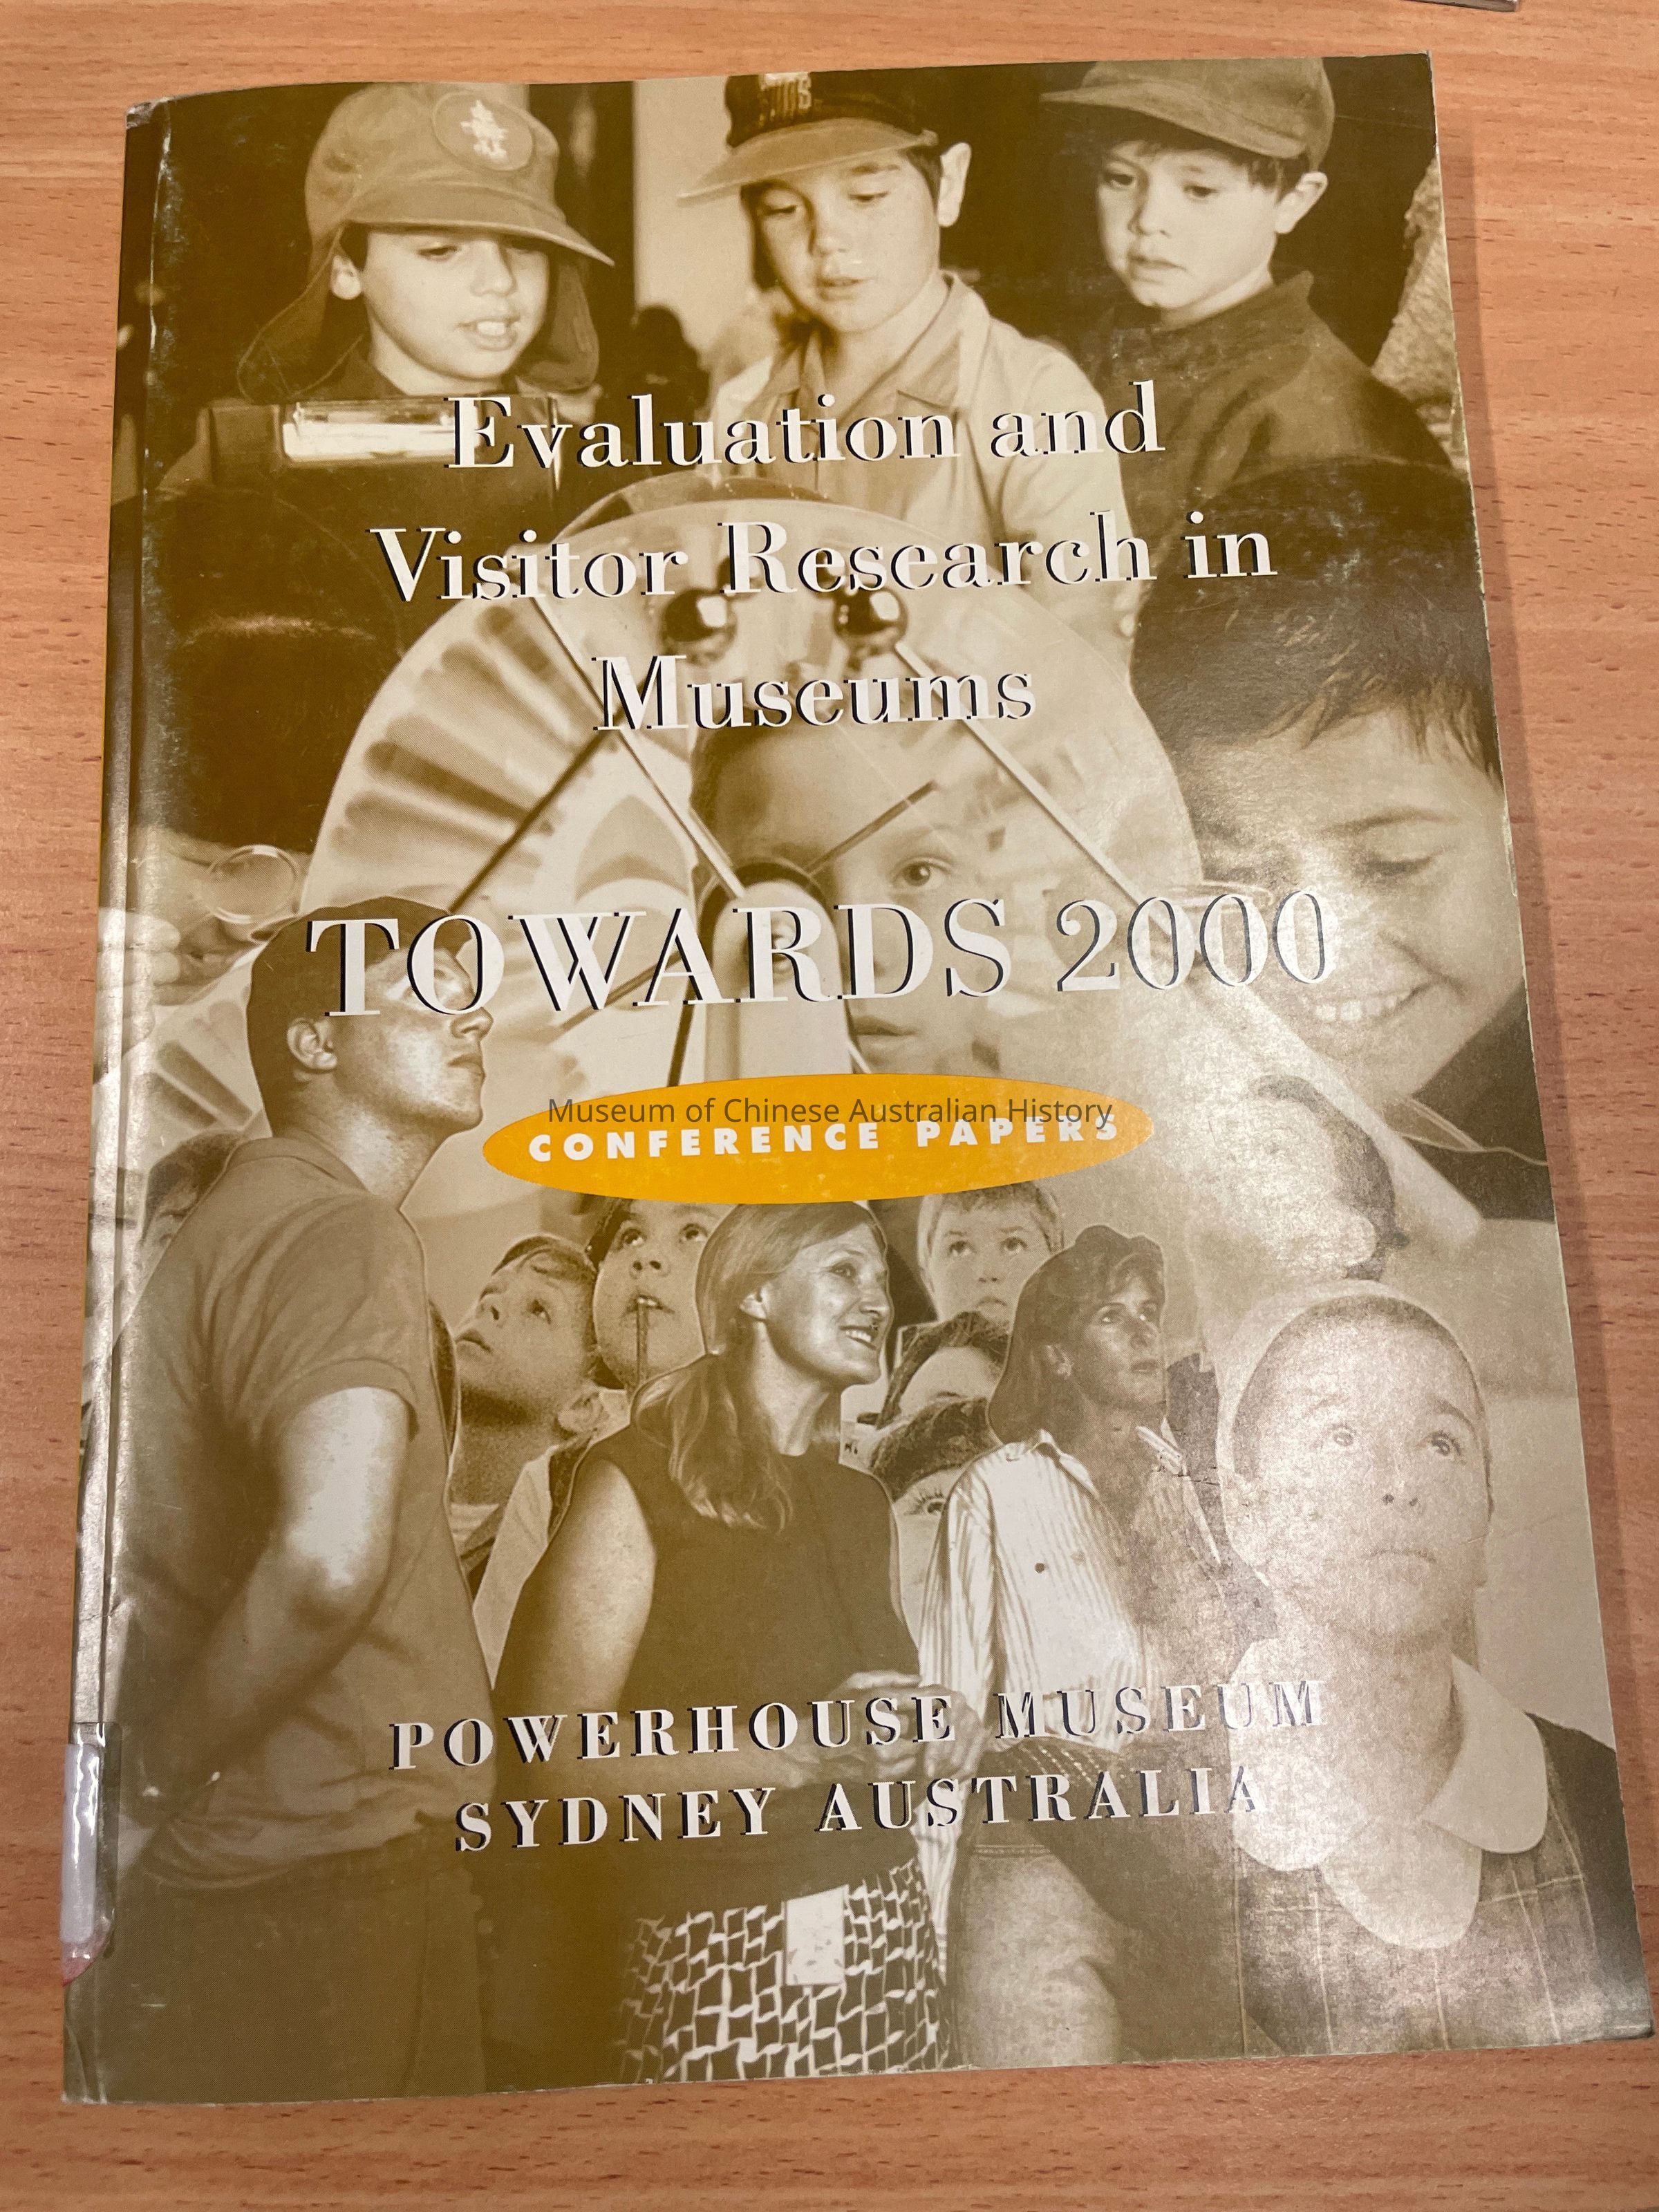 Evaluation and
Visitor Research in
Museums
TOWARDS 2000
Museum of Chinese Australian History
CONFERENCE PAPERS
POWERHOUSE MUSEUM
SYDNEY AUSTRALIA